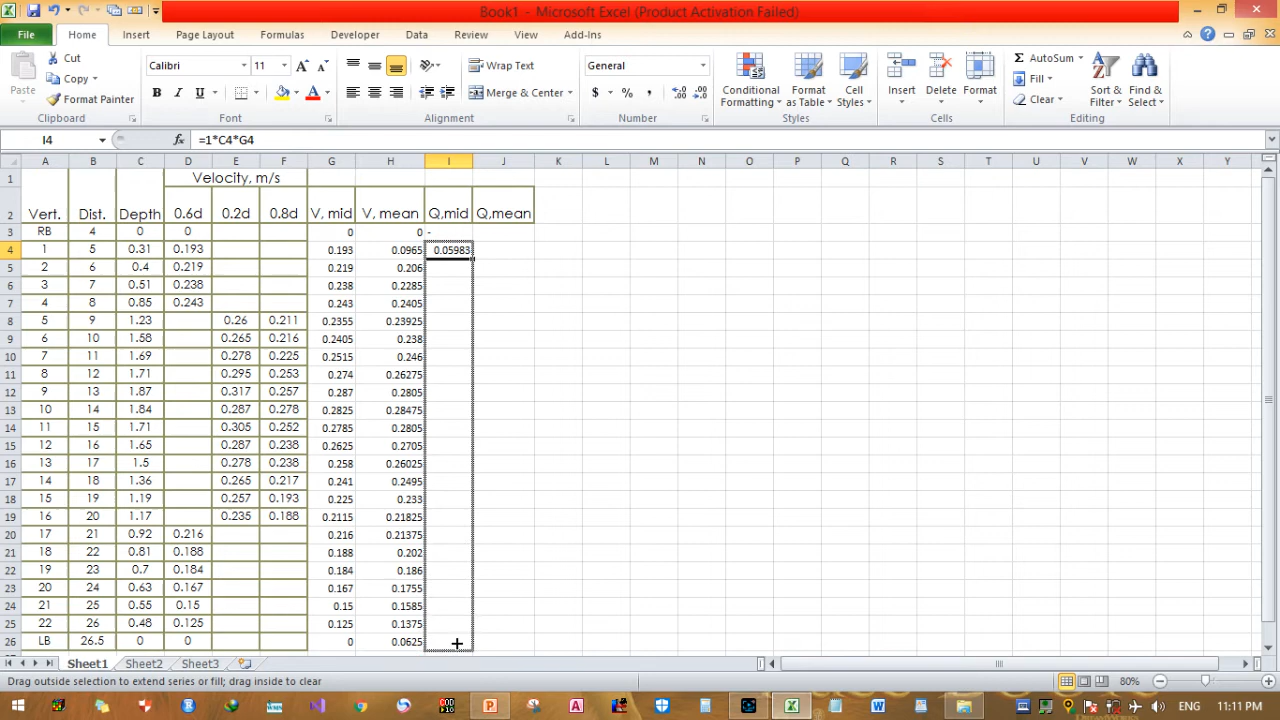 Book1 - Microsoft Excel (Product Activation Failed)
File Home Insert Page Layout Formulas Developer Data Review View Add-Ins
Cut
Copy
Format Painter
Paste
Clipboard
Calibri 11
B I U A
Font
Wrap Text
Merge & Center
Alignment
General
$ % ,
Number
Conditional Formatting
Format as Table
Cell Styles
Styles
Insert Delete Format
Cells
Σ AutoSum
Fill
Clear
Sort & Filter
Find & Select
Editing
I4 fx =1*C4*G4
A B C D E F G H I J K L M N O P Q R S T U V W X Y
1 Velocity, m/s
2 Vert. Dist. Depth 0.6d 0.2d 0.8d V, mid V, mean Q,mid Q,mean
3 RB 4 0 0 0 0 -
4 1 5 0.31 0.193 0.193 0.0965 0.05983
5 2 6 0.4 0.219 0.219 0.206
6 3 7 0.51 0.238 0.238 0.2285
7 4 8 0.85 0.243 0.243 0.2405
8 5 9 1.23 0.26 0.211 0.2355 0.23925
9 6 10 1.58 0.265 0.216 0.2405 0.238
10 7 11 1.69 0.278 0.225 0.2515 0.246
11 8 12 1.71 0.295 0.253 0.274 0.26275
12 9 13 1.87 0.317 0.257 0.287 0.2805
13 10 14 1.84 0.287 0.278 0.2825 0.28475
14 11 15 1.71 0.305 0.252 0.2785 0.2805
15 12 16 1.65 0.287 0.238 0.2625 0.2705
16 13 17 1.5 0.278 0.238 0.258 0.26025
17 14 18 1.36 0.265 0.217 0.241 0.2495
18 15 19 1.19 0.257 0.193 0.225 0.233
19 16 20 1.17 0.235 0.188 0.2115 0.21825
20 17 21 0.92 0.216 0.216 0.21375
21 18 22 0.81 0.188 0.188 0.202
22 19 23 0.7 0.184 0.184 0.186
23 20 24 0.63 0.167 0.167 0.1755
24 21 25 0.55 0.15 0.15 0.1585
25 22 26 0.48 0.125 0.125 0.1375
26 LB 26.5 0 0 0 0.0625
Sheet1 Sheet2 Sheet3
Drag outside selection to extend series or fill; drag inside to clear 80%
ENG 11:11 PM